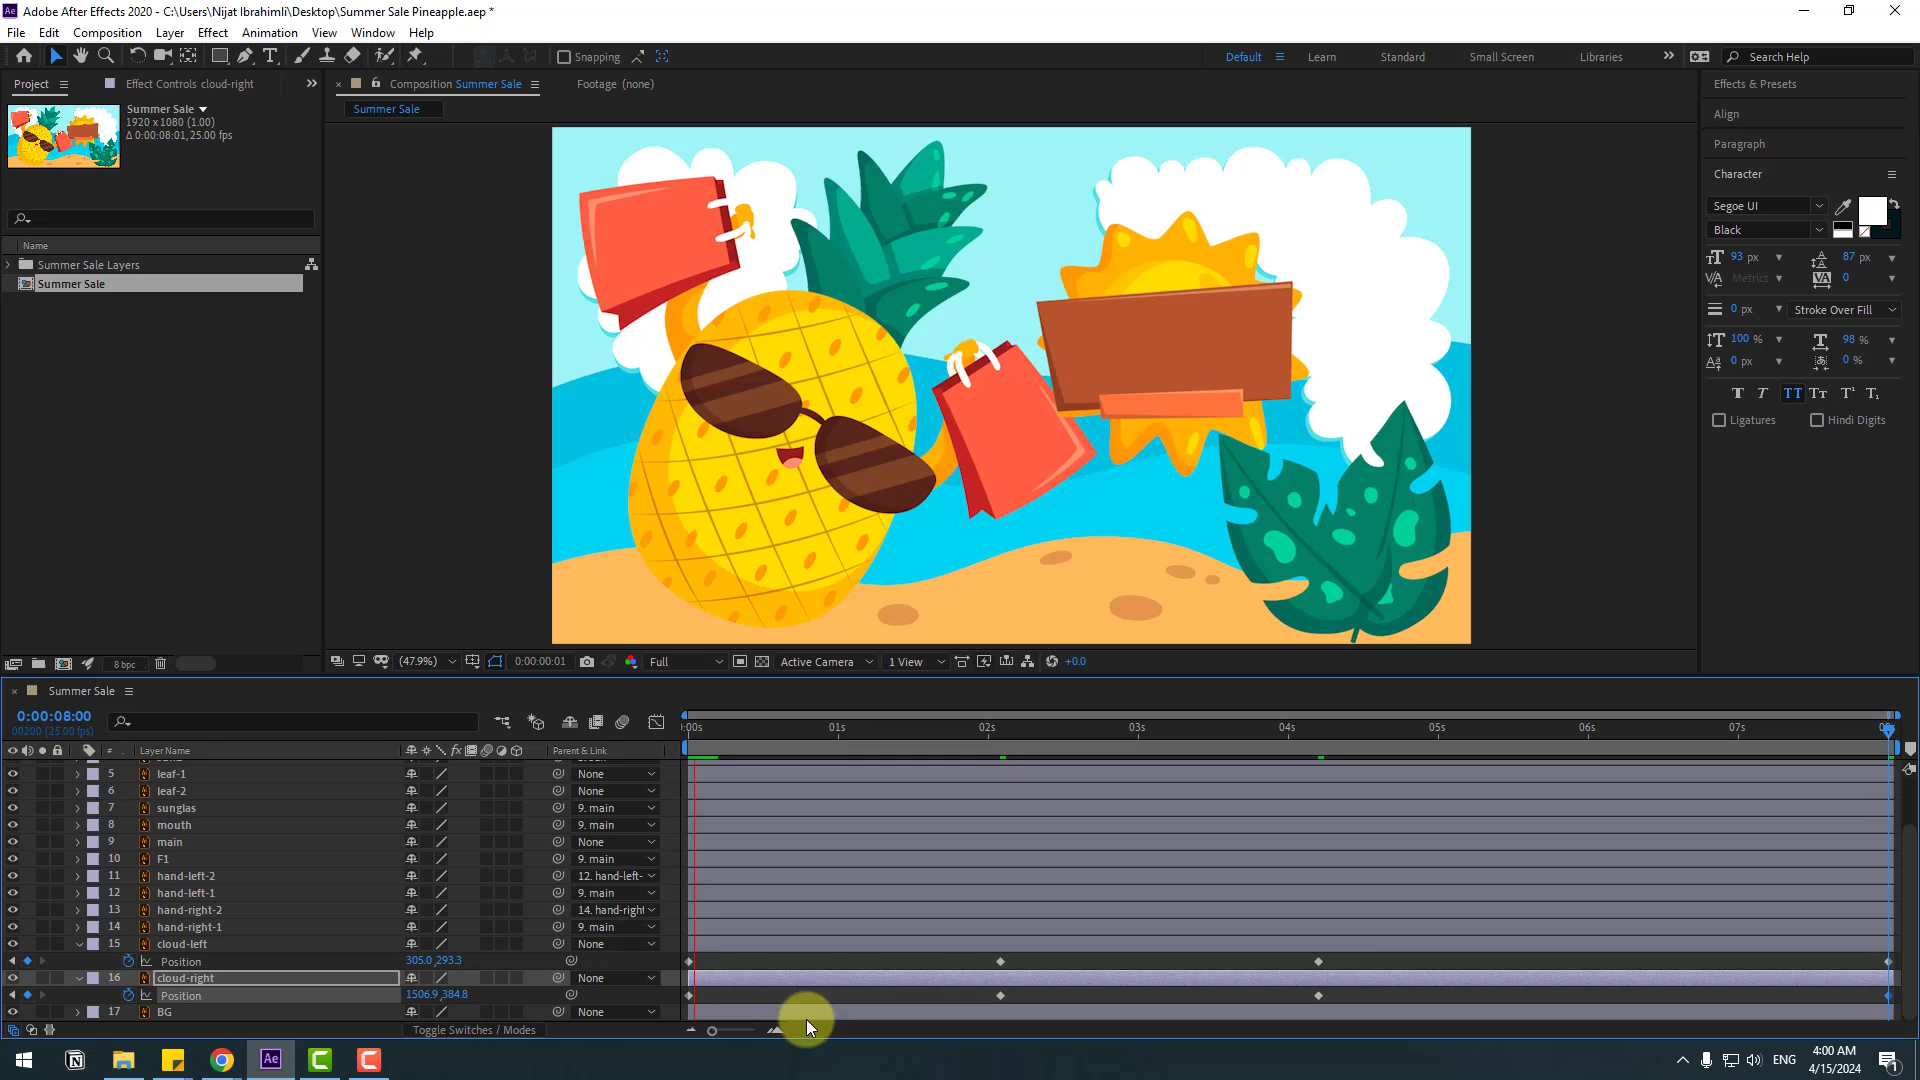 Adobe After Effects 2020 - C:\Users\Nijat Ibrahimli\Desktop\Summer Sale Pineapple.aep *
File Edit Composition Layer Effect Animation View Window Help
Snapping
Default Learn Standard Small Screen Libraries Search Help
Project Effect Controls cloud-right
Composition Summer Sale Footage (none)
Effects & Presets
Summer Sale
1920 x 1080 (1.00)
Δ 0:00:08:01, 25.00 fps
Summer Sale
Align
Paragraph
Character
Segoe UI
Black
93 px 87 px
Metrics 0
0 px Stroke Over Fill
100 % 98 %
0 px 0 %
Ligatures Hindi Digits
Name
Summer Sale Layers
Summer Sale
8 bpc
(47.9%) 0:00:00:01 Full Active Camera 1 View +0.0
Summer Sale
0:00:08:00
00200 (25.00 fps)
:00s 01s 02s 03s 04s 05s 06s 07s
# Layer Name Parent & Link
5 leaf-1 None
6 leaf-2 None
7 sunglas 9. main
8 mouth 9. main
9 main None
10 F1 9. main
11 hand-left-2 12. hand-left-
12 hand-left-1 9. main
13 hand-right-2 14. hand-right
14 hand-right-1 9. main
15 cloud-left None
Position 305.0,293.3
16 cloud-right None
Position 1506.9,384.8
17 BG None
Toggle Switches / Modes
ENG
4:00 AM
4/15/2024
1